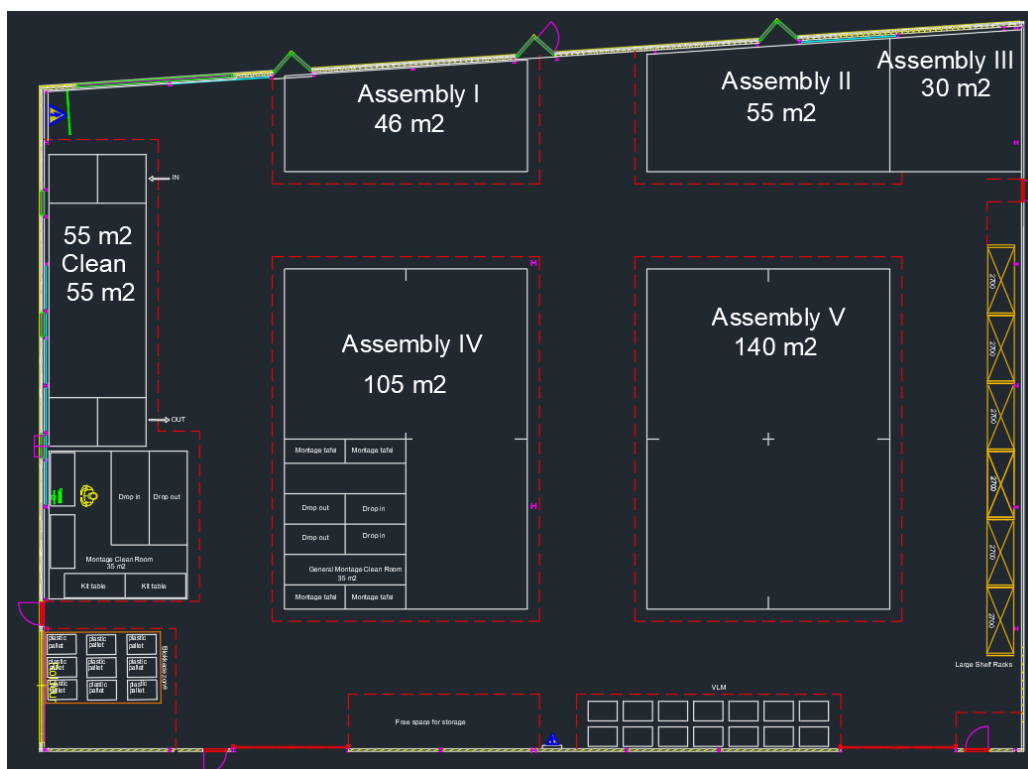 Assembly I
46 m2
Assembly II
55 m2
Assembly III
30 m2
IN
55 m2
Clean
55 m2
OUT
Assembly IV
105 m2
Assembly V
140 m2
2700
2700
2700
2700
2700
2700
Montage tafel
Montage tafel
Drop out
Drop in
Drop out
Drop in
General Montage Clean Room
35 m2
Montage tafel
Montage tafel
Drop in
Drop out
Montage Clean Room
35 m2
Kit table
Kit table
plastic
pallet
plastic
pallet
plastic
pallet
plastic
pallet
plastic
pallet
plastic
pallet
plastic
pallet
plastic
pallet
plastic
pallet
Large Shelf Racks
VLM
Free space for storage